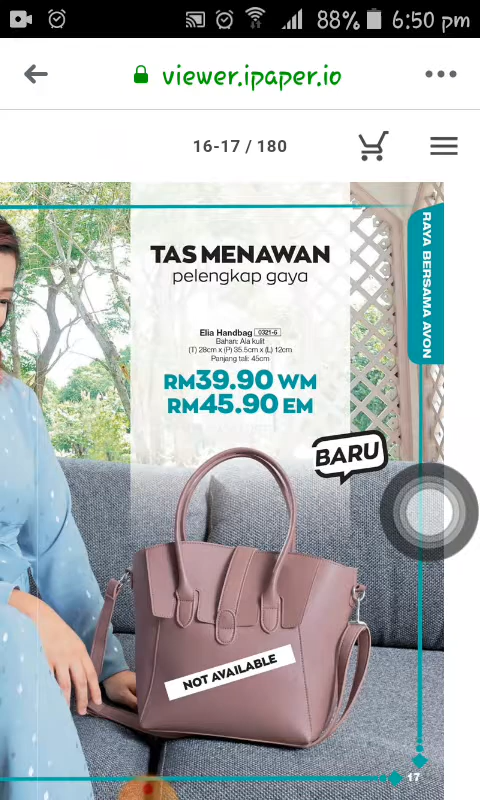 88% 6:50 pm
viewer.ipaper.io
16-17 / 180
TAS MENAWAN
pelengkap gaya
Elia Handbag 0321-6
Bahan: Ala kulit
(T) 28cm x (P) 35.5cm x (L) 12cm
Panjang tali: 45cm
RM39.90 WM
RM45.90 EM
RAYA BERSAMA AVON
BARU
NOT AVAILABLE
17